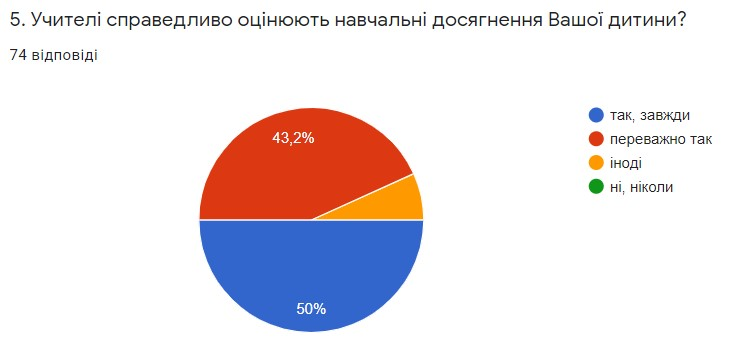 5. Учителі справедливо оцінюють навчальні досягнення Вашої дитини?
74 відповіді
так, завжди
переважно так
іноді
ні, ніколи
43,2%
50%